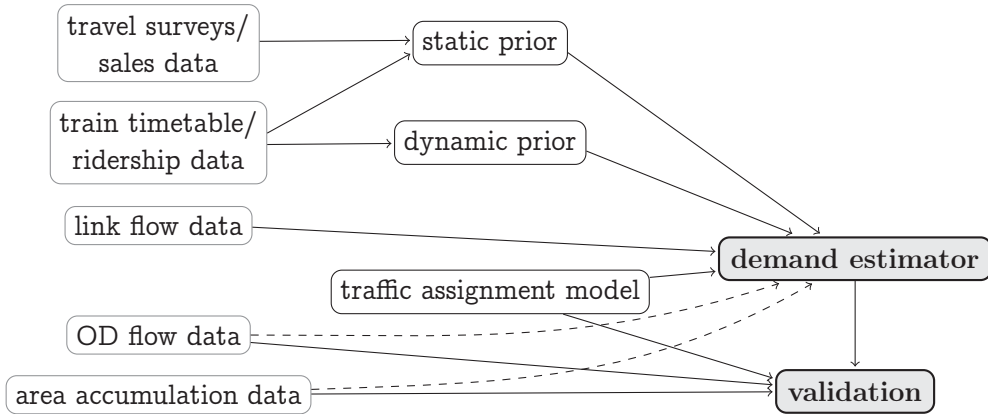 travel surveys/
sales data
static prior
train timetable/
ridership data
dynamic prior
link flow data
demand estimator
traffic assignment model
OD flow data
area accumulation data
validation